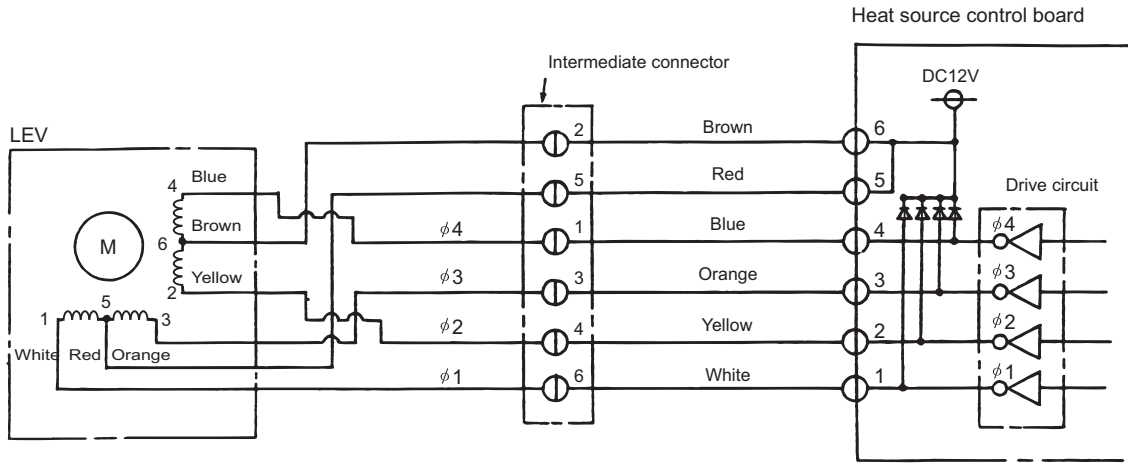 Heat source control board
Intermediate connector
DC12V
LEV
2 Brown 6
5 Red 5
Drive circuit
4 Blue
ϕ4 1 Blue 4 ϕ4
6 Brown
M
ϕ3 3 Orange 3 ϕ3
2 Yellow
ϕ2 4 Yellow 2 ϕ2
1 5 3
White Red Orange
ϕ1 6 White 1 ϕ1